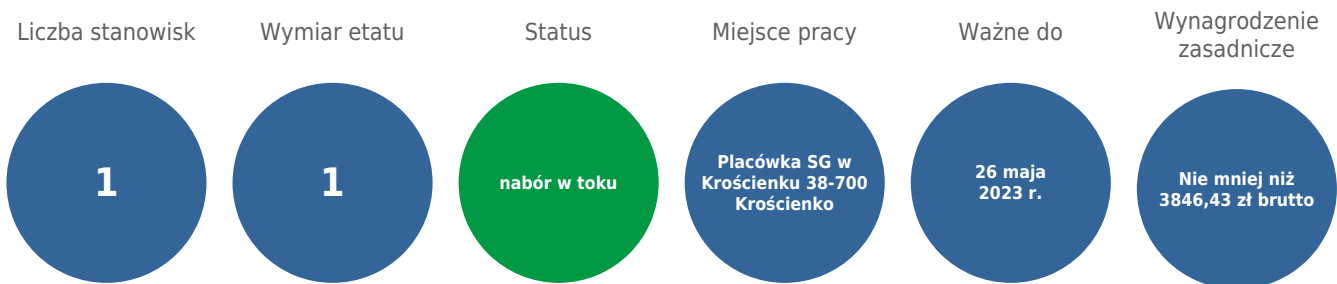 Liczba stanowisk
Wymiar etatu
Status
Miejsce pracy
Ważne do
Wynagrodzenie
zasadnicze
1
1
nabór w toku
Placówka SG w
Krościenku 38-700
Krościenko
26 maja
2023 r.
Nie mniej niż
3846,43 zł brutto